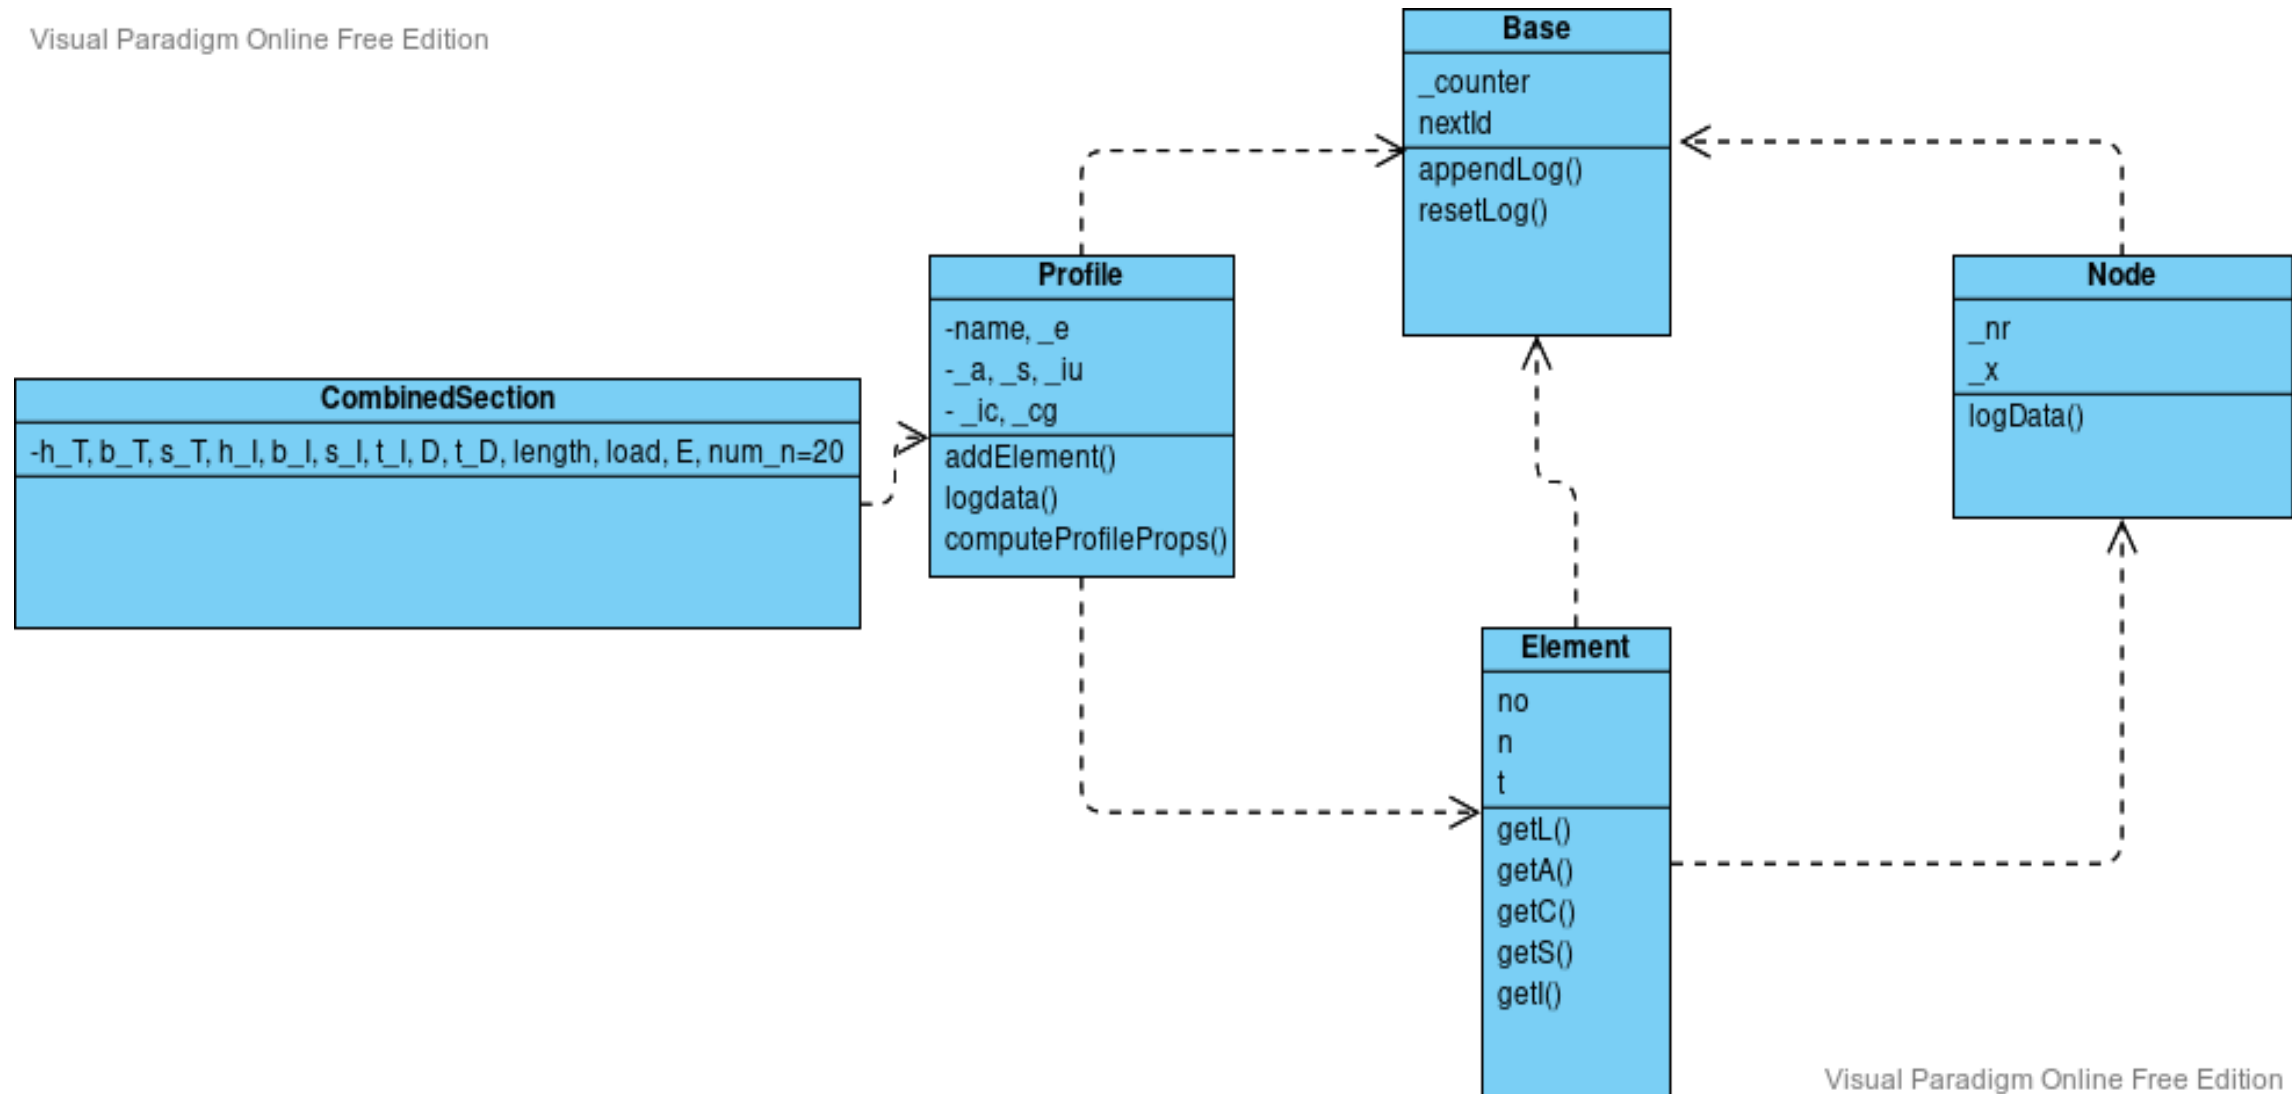 Visual Paradigm Online Free Edition
Base
_counter
nextId
appendLog()
resetLog()
Profile
-name, _e
-_a, _s, _iu
- _ic, _cg
addElement()
logdata()
computeProfileProps()
Node
_nr
_x
logData()
CombinedSection
-h_T, b_T, s_T, h_I, b_I, s_I, t_I, D, t_D, length, load, E, num_n=20
Element
no
n
t
getL()
getA()
getC()
getS()
getI()
Visual Paradigm Online Free Edition